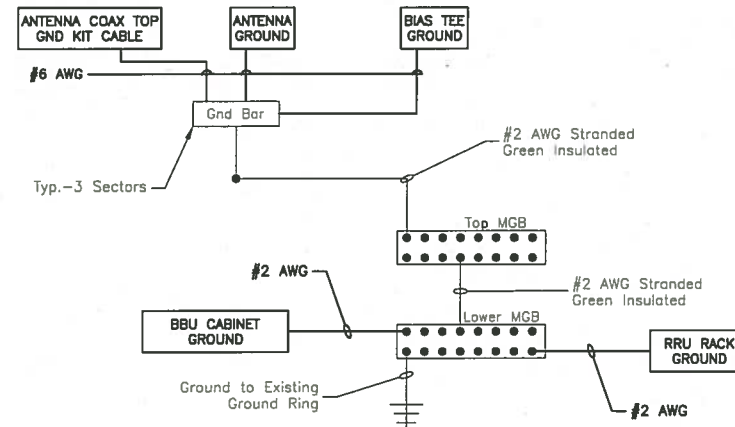 ANTENNA COAX TOP
GND KIT CABLE
ANTENNA
GROUND
BIAS TEE
GROUND
#6 AWG
Gnd Bar
#2 AWG Stranded
Green Insulated
Typ.-3 Sectors
Top MGB
#2 AWG
#2 AWG Stranded
Green Insulated
BBU CABINET
GROUND
Lower MGB
RRU RACK
GROUND
Ground to Existing
Ground Ring
#2 AWG